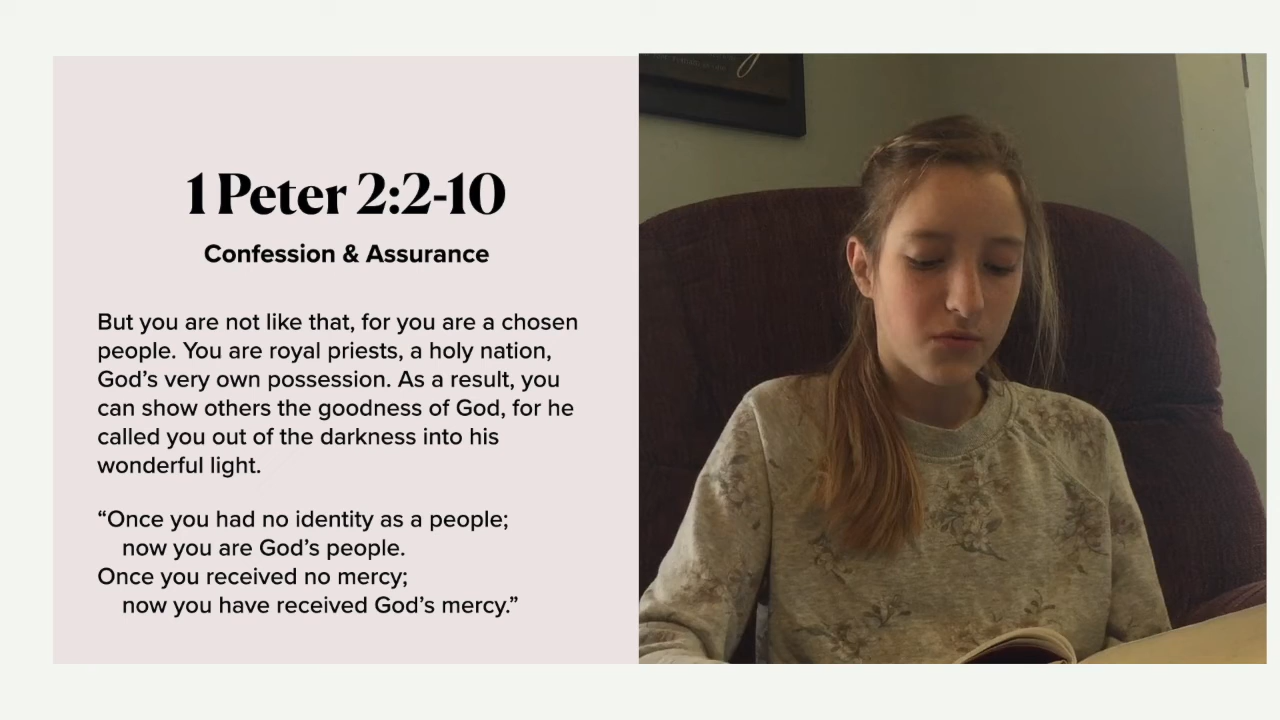 1 Peter 2:2-10
Confession & Assurance
But you are not like that, for you are a chosen
people. You are royal priests, a holy nation,
God’s very own possession. As a result, you
can show others the goodness of God, for he
called you out of the darkness into his
wonderful light.
“Once you had no identity as a people;
now you are God’s people.
Once you received no mercy;
now you have received God’s mercy.”